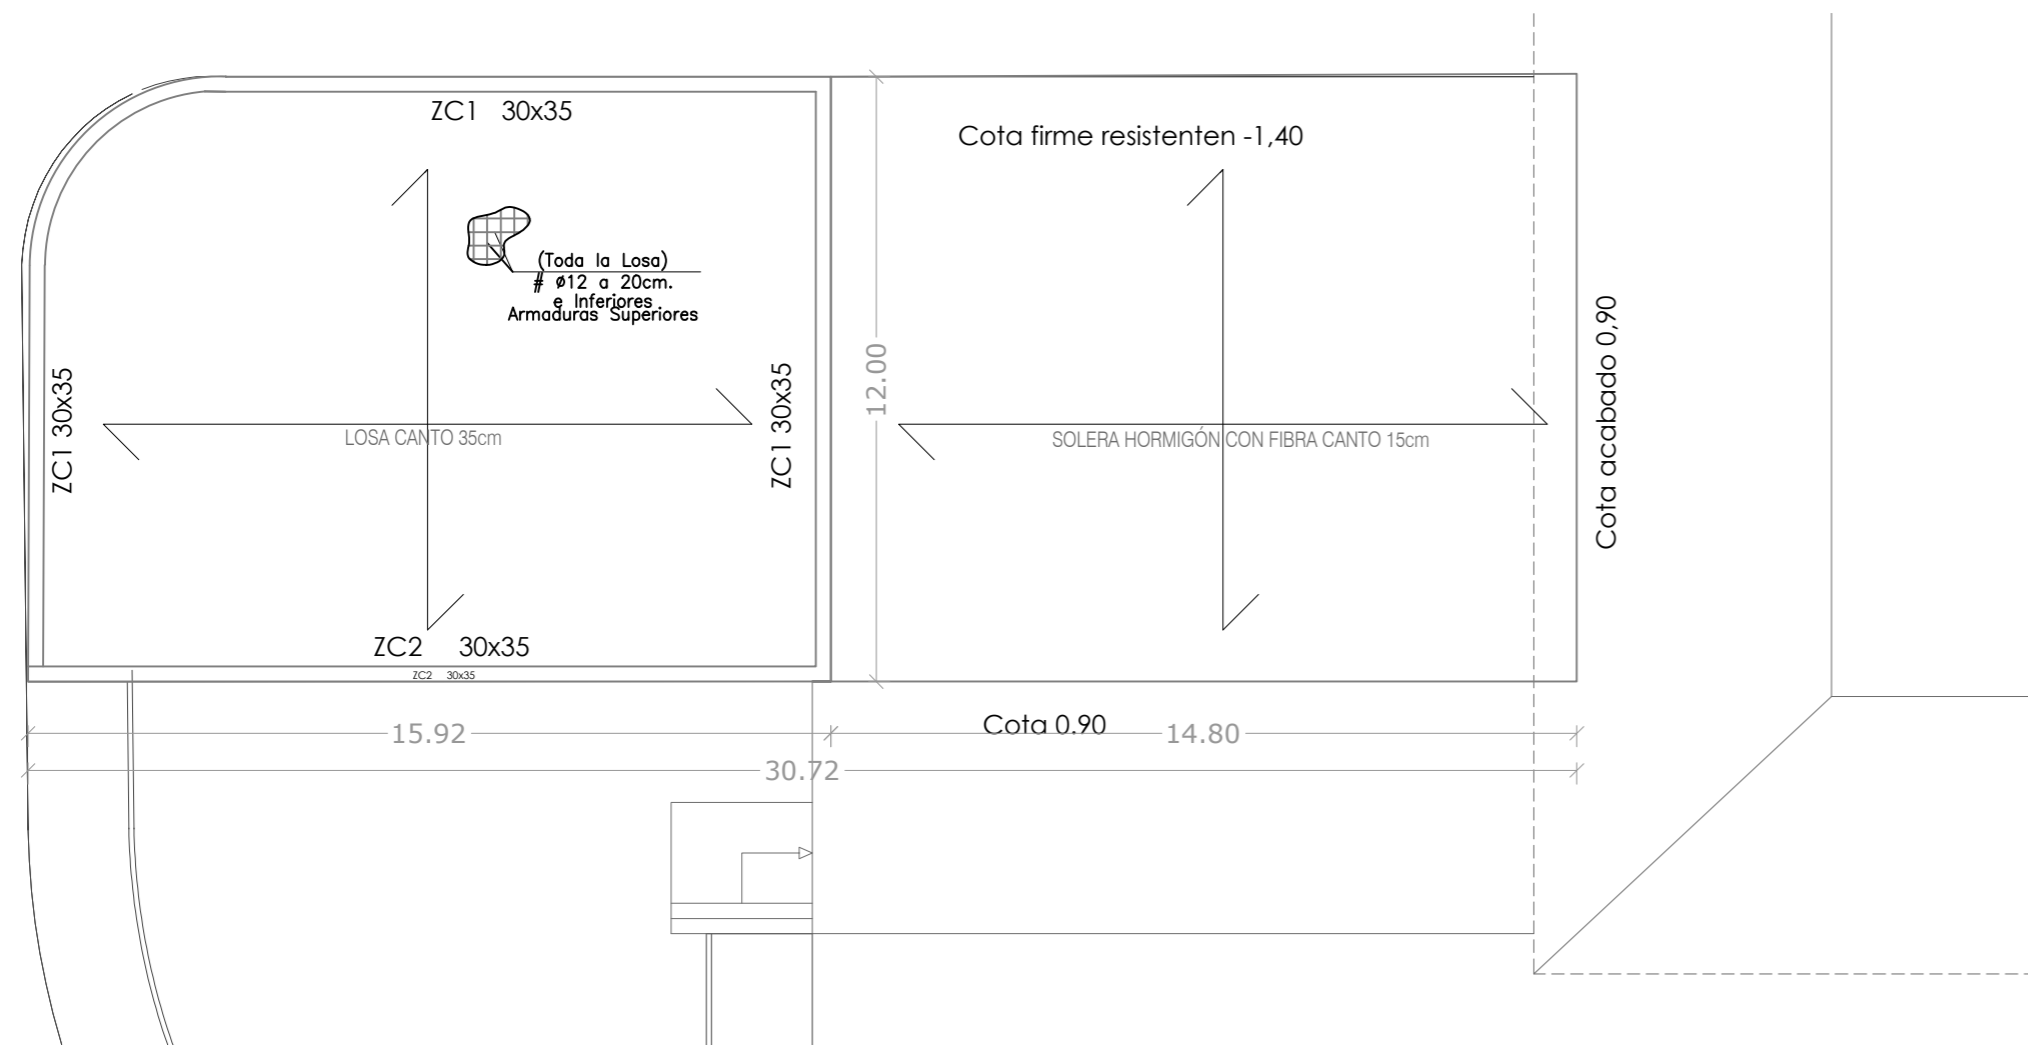 ZC1 30x35
Cota firme resistenten -1,40
(Toda la Losa)
# ø12 a 20cm.
e Inferiores
Armaduras Superiores
ZC1 30x35
LOSA CANTO 35cm
ZC1 30x35
12.00
SOLERA HORMIGÓN CON FIBRA CANTO 15cm
Cota acabado 0,90
ZC2 30x35
ZC2 30x35
15.92
Cota 0.90
14.80
30.72